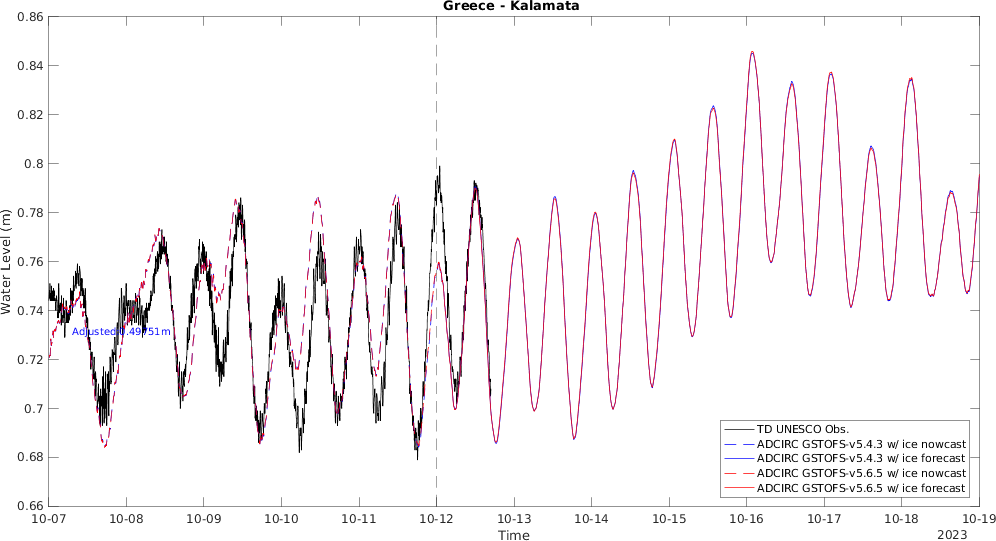 Greece - Kalamata
0.86
0.84
0.82
0.8
0.78
0.76
0.74
0.72
0.7
0.68
0.66
Water Level (m)
Adjusted 0.49751m
TD UNESCO Obs.
ADCIRC GSTOFS-v5.4.3 w/ ice nowcast
ADCIRC GSTOFS-v5.4.3 w/ ice forecast
ADCIRC GSTOFS-v5.6.5 w/ ice nowcast
ADCIRC GSTOFS-v5.6.5 w/ ice forecast
10-07 10-08 10-09 10-10 10-11 10-12 10-13 10-14 10-15 10-16 10-17 10-18 10-19
Time
2023